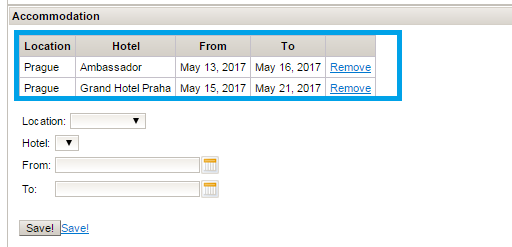 Accommodation
Location Hotel From To
Prague Ambassador May 13, 2017 May 16, 2017 Remove
Prague Grand Hotel Praha May 15, 2017 May 21, 2017 Remove
Location:
Hotel:
From:
To:
Save! Save!